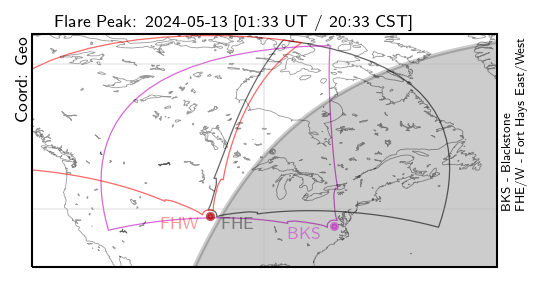 Flare Peak: 2024-05-13 [01:33 UT / 20:33 CST]
Coord: Geo
FHW
FHE
BKS
BKS - Blackstone
FHE/W - Fort Hays East/West